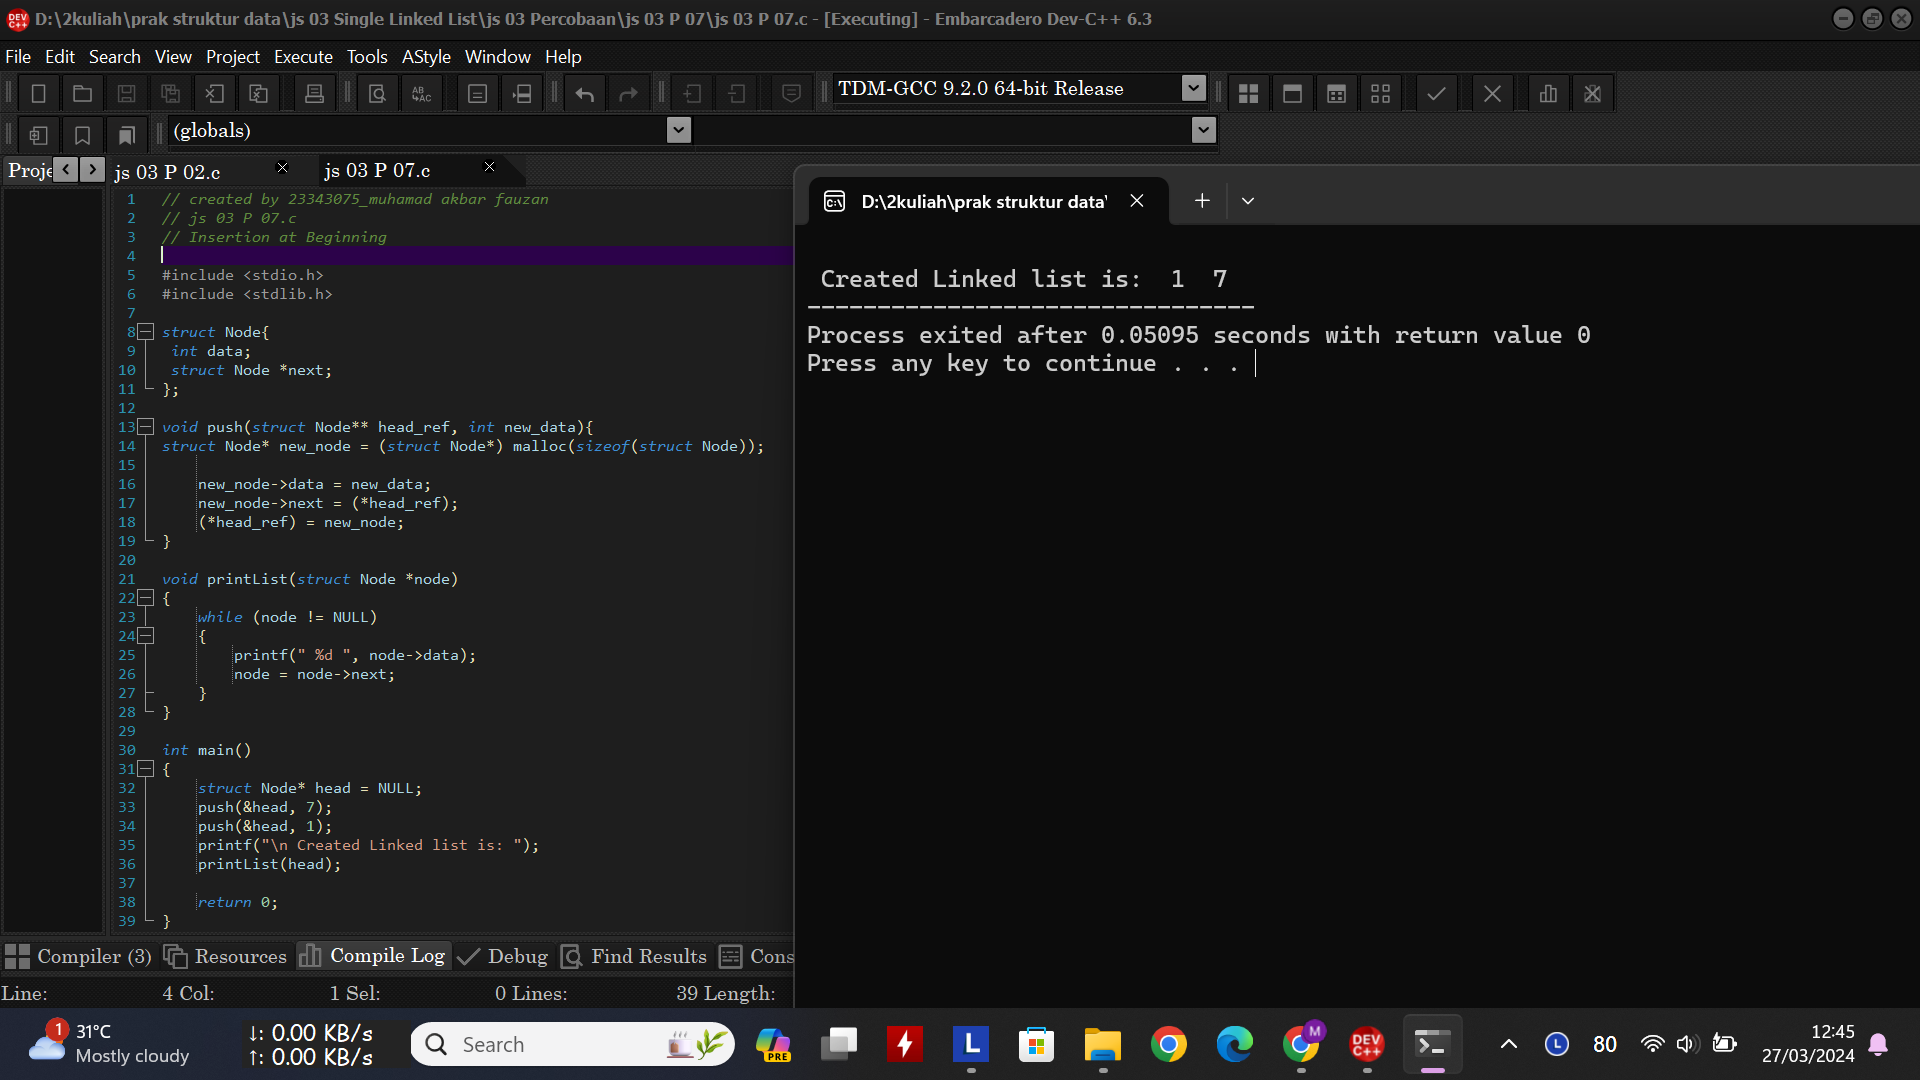 D:\2kuliah\prak struktur data\js 03 Single Linked List\js 03 Percobaan\js 03 P 07\js 03 P 07.c - [Executing] - Embarcadero Dev-C++ 6.3
File Edit Search View Project Execute Tools AStyle Window Help
TDM-GCC 9.2.0 64-bit Release
(globals)
Proje
js 03 P 02.c
js 03 P 07.c
1 // created by 23343075_muhamad akbar fauzan
2 // js 03 P 07.c
3 // Insertion at Beginning
4
5 #include <stdio.h>
6 #include <stdlib.h>
7
8 struct Node{
9 int data;
10 struct Node *next;
11 };
12
13 void push(struct Node** head_ref, int new_data){
14 struct Node* new_node = (struct Node*) malloc(sizeof(struct Node));
15
16 new_node->data = new_data;
17 new_node->next = (*head_ref);
18 (*head_ref) = new_node;
19 }
20
21 void printList(struct Node *node)
22 {
23 while (node != NULL)
24 {
25 printf(" %d ", node->data);
26 node = node->next;
27 }
28 }
29
30 int main()
31 {
32 struct Node* head = NULL;
33 push(&head, 7);
34 push(&head, 1);
35 printf("\n Created Linked list is: ");
36 printList(head);
37
38 return 0;
39 }
D:\2kuliah\prak struktur data\
Created Linked list is:  1  7
--------------------------------
Process exited after 0.05095 seconds with return value 0
Press any key to continue . . .
Compiler (3) Resources Compile Log Debug Find Results Cons
Line: 4 Col: 1 Sel: 0 Lines: 39 Length:
1
31°C
Mostly cloudy
↓: 0.00 KB/s
↑: 0.00 KB/s
Search
PRE
L
M
DEV C++
L
80
12:45
27/03/2024